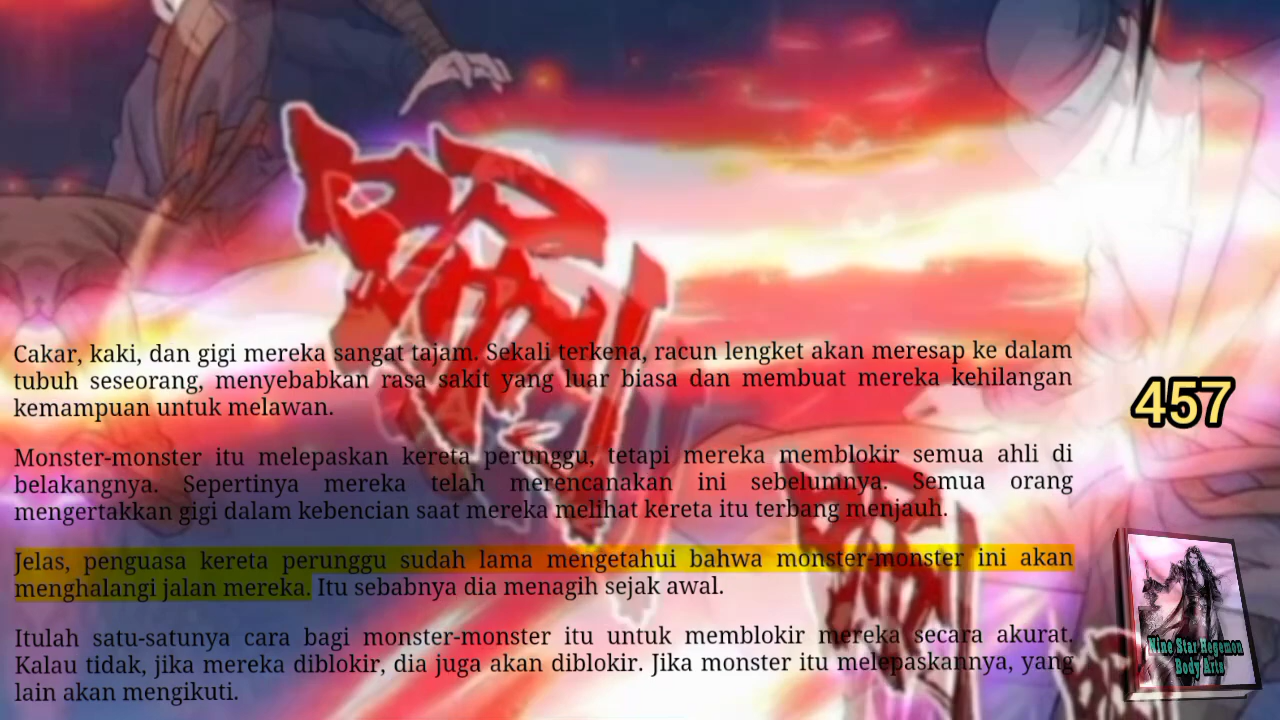 Cakar, kaki, dan gigi mereka sangat tajam. Sekali terkena, racun lengket akan meresap ke dalam
tubuh seseorang, menyebabkan rasa sakit yang luar biasa dan membuat mereka kehilangan
kemampuan untuk melawan.
Monster-monster itu melepaskan kereta perunggu, tetapi mereka memblokir semua ahli di
belakangnya. Sepertinya mereka telah merencanakan ini sebelumnya. Semua orang
mengertakkan gigi dalam kebencian saat mereka melihat kereta itu terbang menjauh.
Jelas, penguasa kereta perunggu sudah lama mengetahui bahwa monster-monster ini akan
menghalangi jalan mereka. Itu sebabnya dia menagih sejak awal.
Itulah satu-satunya cara bagi monster-monster itu untuk memblokir mereka secara akurat.
Kalau tidak, jika mereka diblokir, dia juga akan diblokir. Jika monster itu melepaskannya, yang
lain akan mengikuti.
457
Nine Star Hegemon
Body Arts